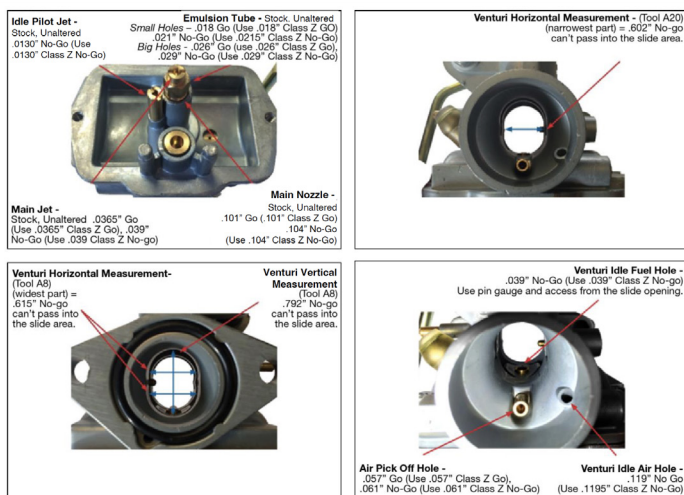 Idle Pilot Jet -
Stock, Unaltered
.0130" No-Go (Use
.0130" Class Z No-Go)
Emulsion Tube - Stock, Unaltered
Small Holes – .018 Go (Use .018" Class Z GO)
.021" No-Go (Use .0215" Class Z No-Go)
Big Holes - .026" Go (use .026" Class Z Go),
.029" No-Go (Use .029" Class Z No-Go)
Main Jet -
Stock, Unaltered .0365" Go
(Use .0365" Class Z Go), .039"
No-Go (Use .039 Class Z No-go)
Main Nozzle -
Stock, Unaltered
.101" Go (.101" Class Z Go)
.104" No-Go
(Use .104" Class Z No-Go)
Venturi Horizontal Measurement - (Tool A20)
(narrowest part) = .602" No-go
can't pass into the slide area.
Venturi Horizontal Measurement-
(Tool A8)
(widest part) =
.615" No-go
can't pass into
the slide area.
Venturi Vertical
Measurement
(Tool A8)
.792" No-go
can't pass into
the slide area.
Venturi Idle Fuel Hole -
.039" No-Go (Use .039" Class Z No-go)
Use pin gauge and access from the slide opening.
Air Pick Off Hole -
.057" Go (Use .057" Class Z Go),
.061" No-Go (Use .061" Class Z No-Go)
Venturi Idle Air Hole -
.119" No Go
(Use .1195" Class Z No-Go)